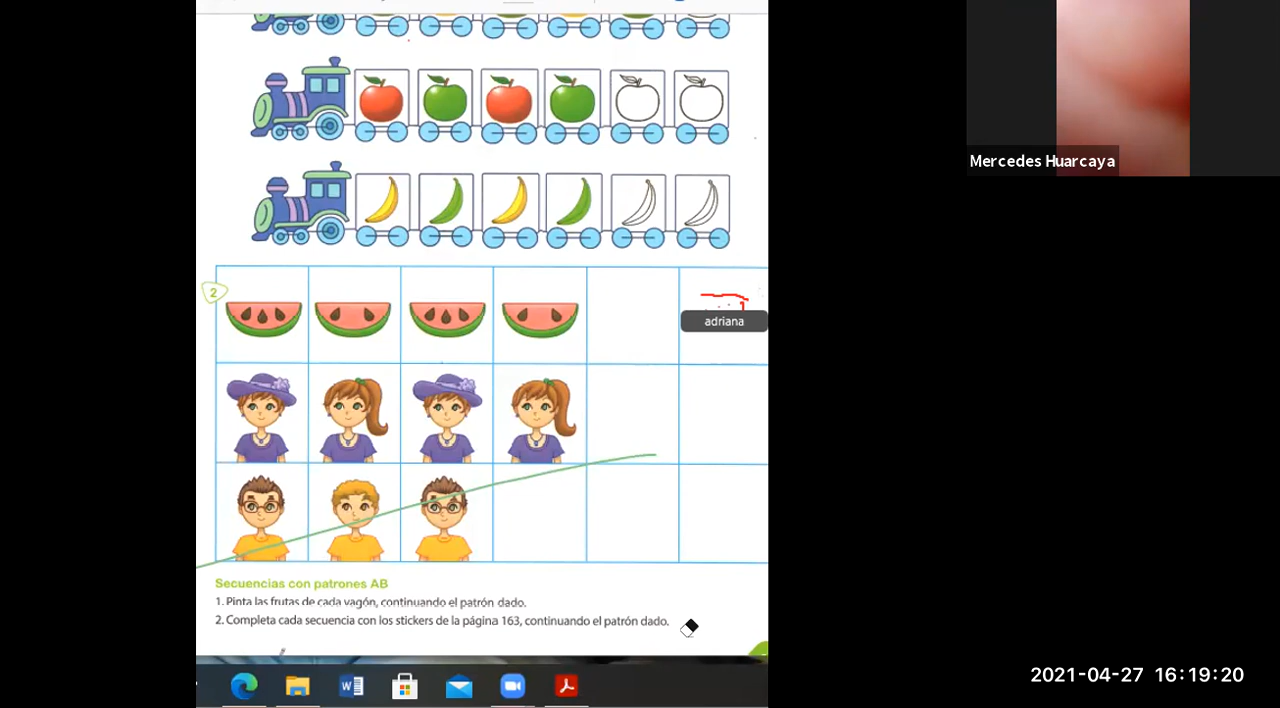 Mercedes Huarcaya
2
adriana
Secuencias con patrones AB
1. Pinta las frutas de cada vagón, continuando el patrón dado.
2. Completa cada secuencia con los stickers de la página 163, continuando el patrón dado.
2021-04-27 16:19:20